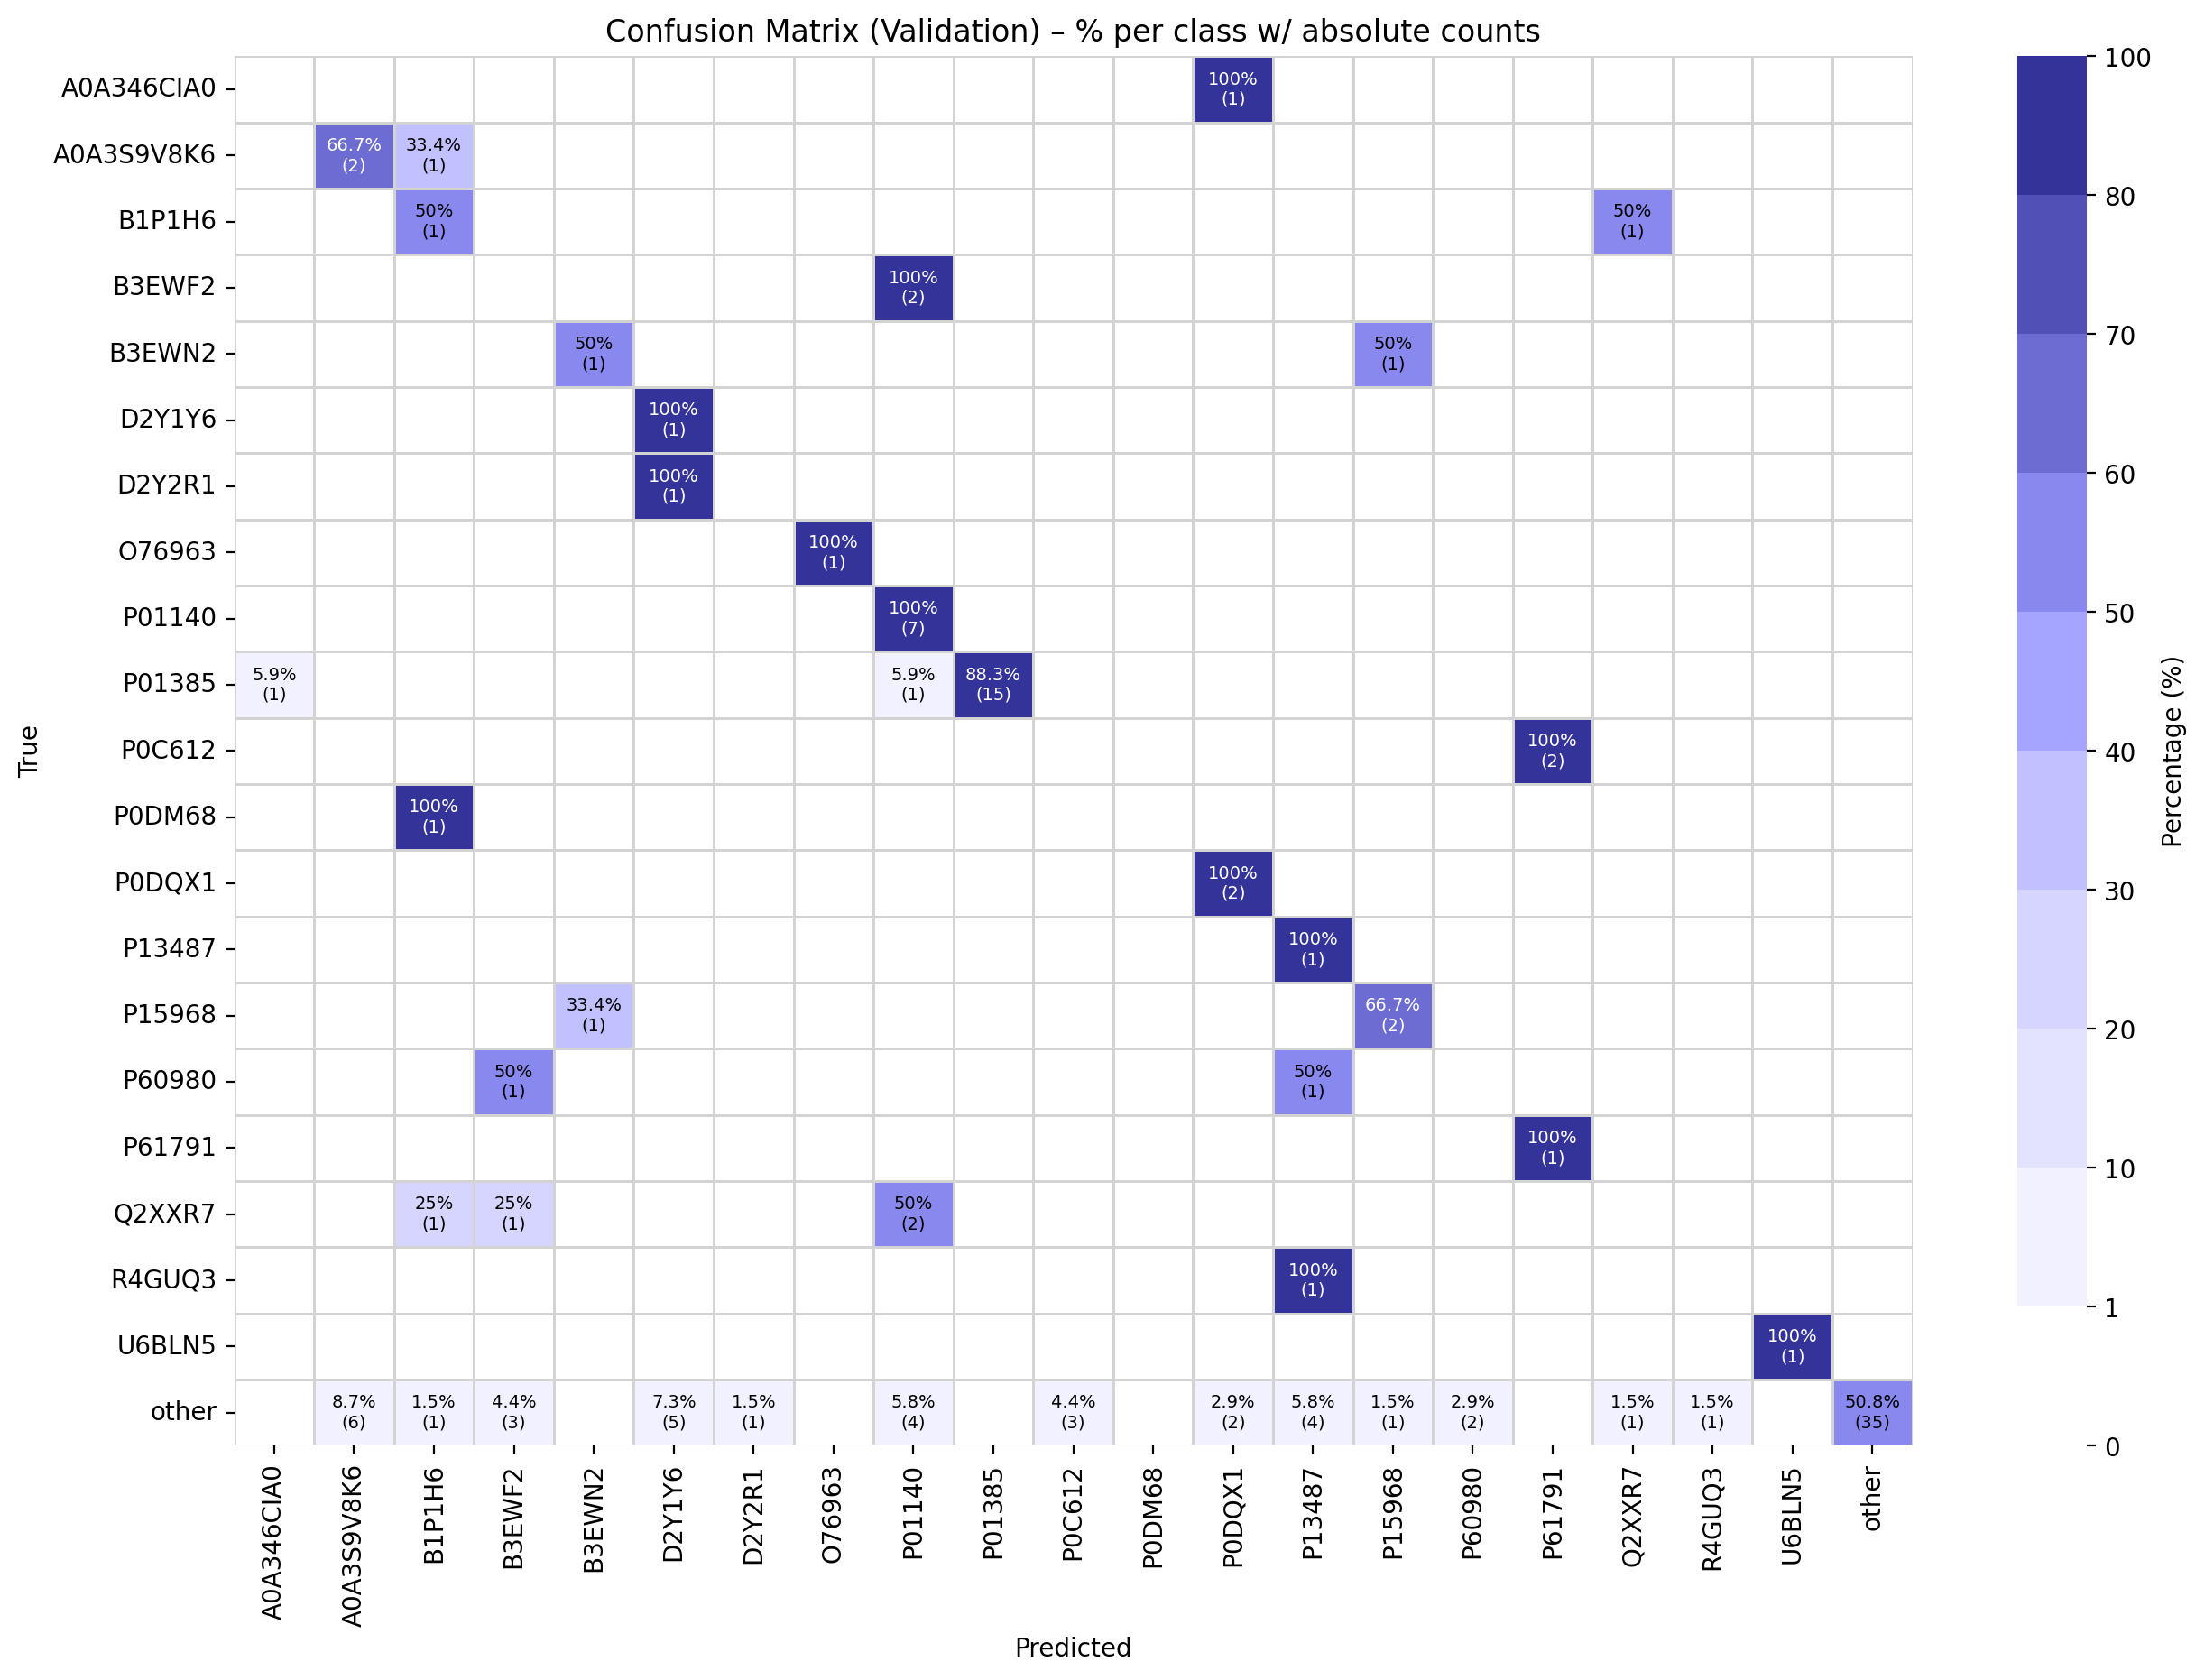 Confusion Matrix (Validation) – % per class w/ absolute counts
A0A346CIA0
100%
(1)
A0A3S9V8K6
66.7%
(2)
33.4%
(1)
B1P1H6
50%
(1)
50%
(1)
B3EWF2
100%
(2)
B3EWN2
50%
(1)
50%
(1)
D2Y1Y6
100%
(1)
D2Y2R1
100%
(1)
O76963
100%
(1)
P01140
100%
(7)
P01385
5.9%
(1)
5.9%
(1)
88.3%
(15)
P0C612
100%
(2)
P0DM68
100%
(1)
P0DQX1
100%
(2)
P13487
100%
(1)
P15968
33.4%
(1)
66.7%
(2)
P60980
50%
(1)
50%
(1)
P61791
100%
(1)
Q2XXR7
25%
(1)
25%
(1)
50%
(2)
R4GUQ3
100%
(1)
U6BLN5
100%
(1)
other
8.7%
(6)
1.5%
(1)
4.4%
(3)
7.3%
(5)
1.5%
(1)
5.8%
(4)
4.4%
(3)
2.9%
(2)
5.8%
(4)
1.5%
(1)
2.9%
(2)
1.5%
(1)
1.5%
(1)
50.8%
(35)
True
A0A346CIA0
A0A3S9V8K6
B1P1H6
B3EWF2
B3EWN2
D2Y1Y6
D2Y2R1
O76963
P01140
P01385
P0C612
P0DM68
P0DQX1
P13487
P15968
P60980
P61791
Q2XXR7
R4GUQ3
U6BLN5
other
Predicted
100
80
70
60
50
40
30
20
10
1
0
Percentage (%)